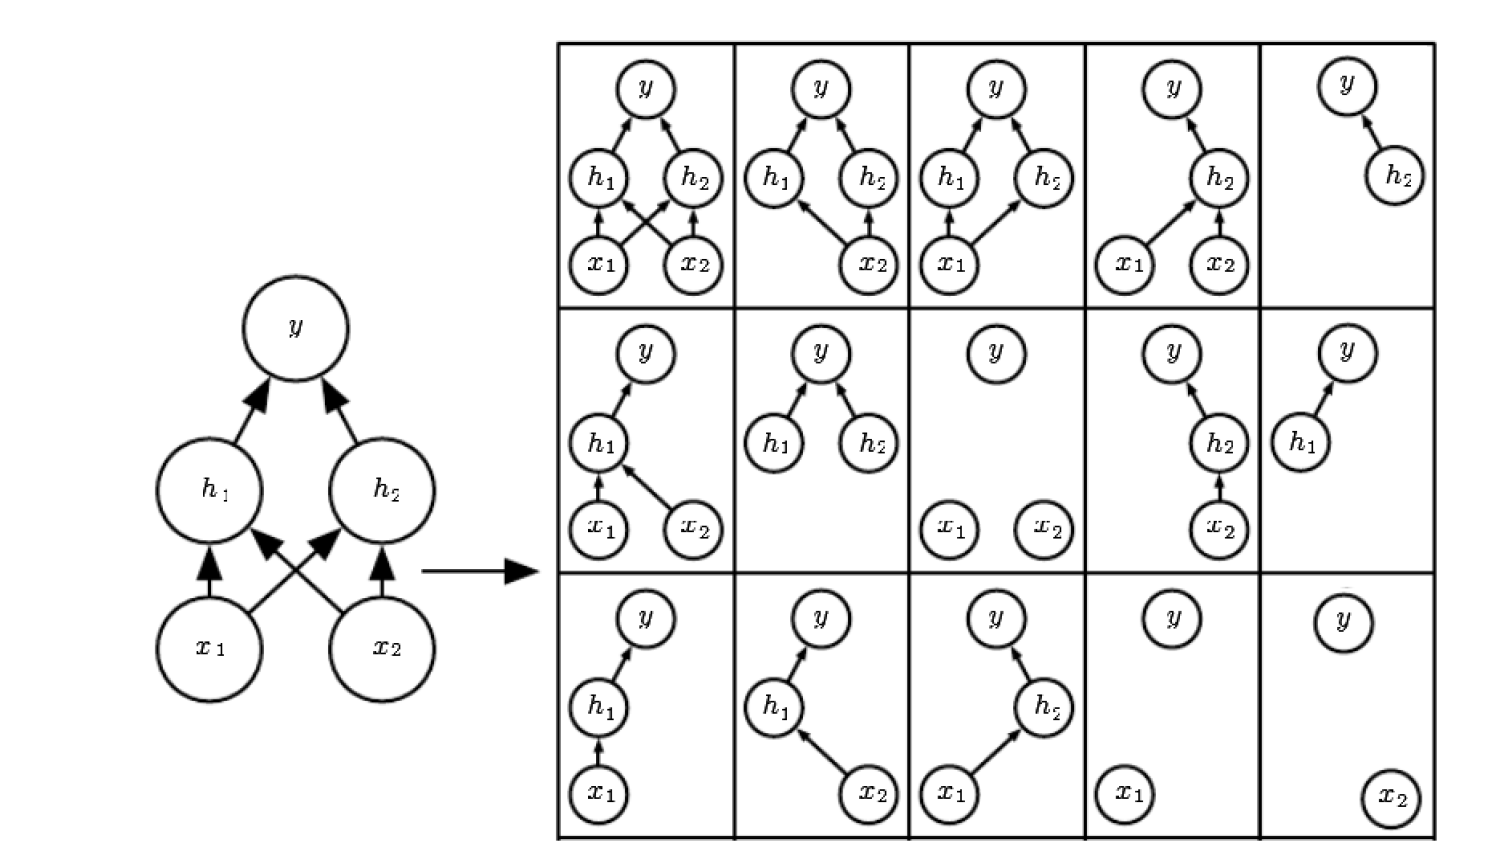 y
h₁ h₂
x₁ x₂
y y y y y
h₁ h₂ h₁ h₂ h₁ h₂ h₂ h₂
x₁ x₂ x₂ x₁ x₁ x₂
y y y y y
h₁ h₁ h₂ h₂ h₁
x₁ x₂ x₁ x₂ x₂
y y y y y
h₁ h₁ h₂
x₁ x₂ x₁ x₁ x₂